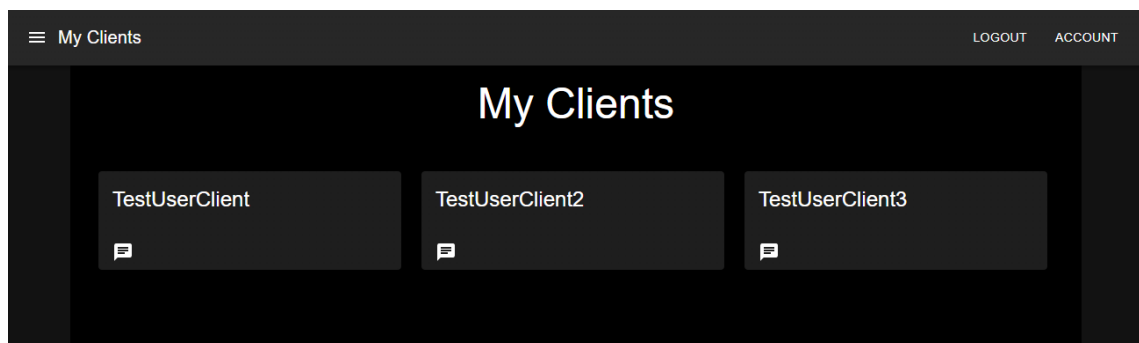 My Clients LOGOUT ACCOUNT
My Clients
TestUserClient TestUserClient2 TestUserClient3